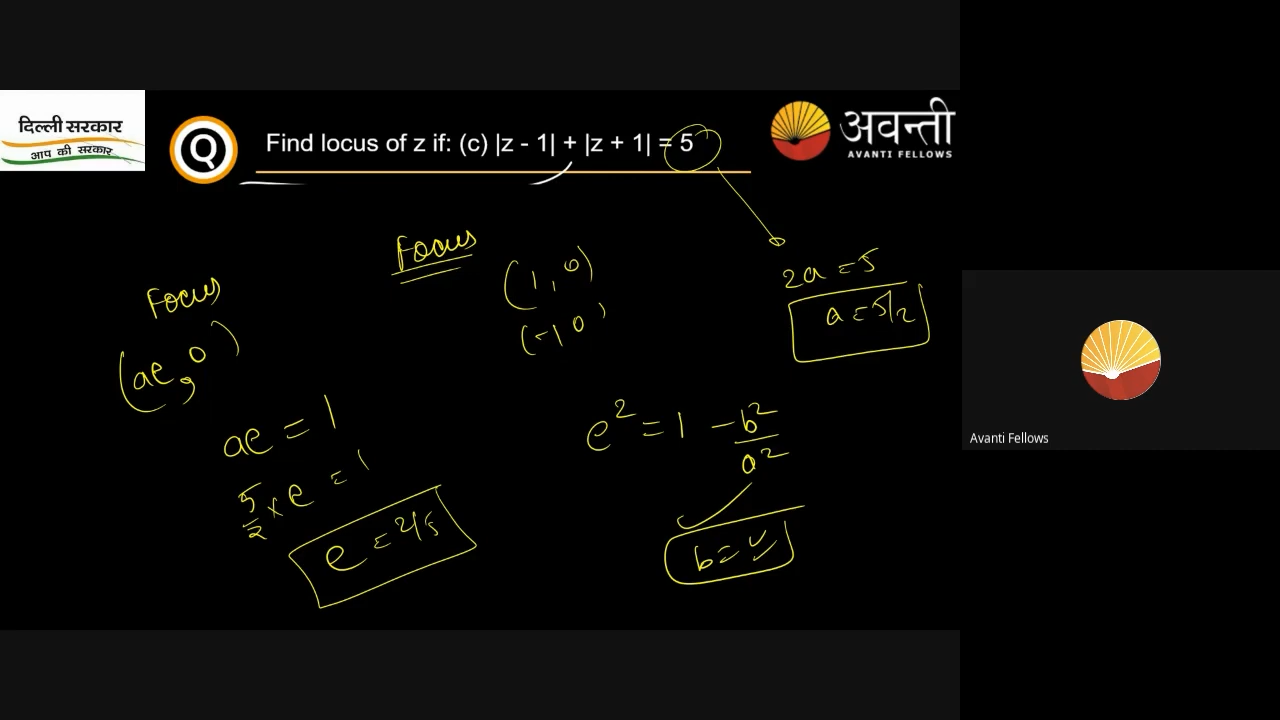 दिल्ली सरकार
आप की सरकार
Q
Find locus of z if: (c) |z - 1| + |z + 1| = 5
अवन्ती
AVANTI FELLOWS
Focus
(1, 0)
(-1 0)
2a = 5
a = 5/2
Focus
(ae, 0)
ae = 1
5/2 × e = 1
e = 2/5
e² = 1 - b²/a²
b = ✓
Avanti Fellows